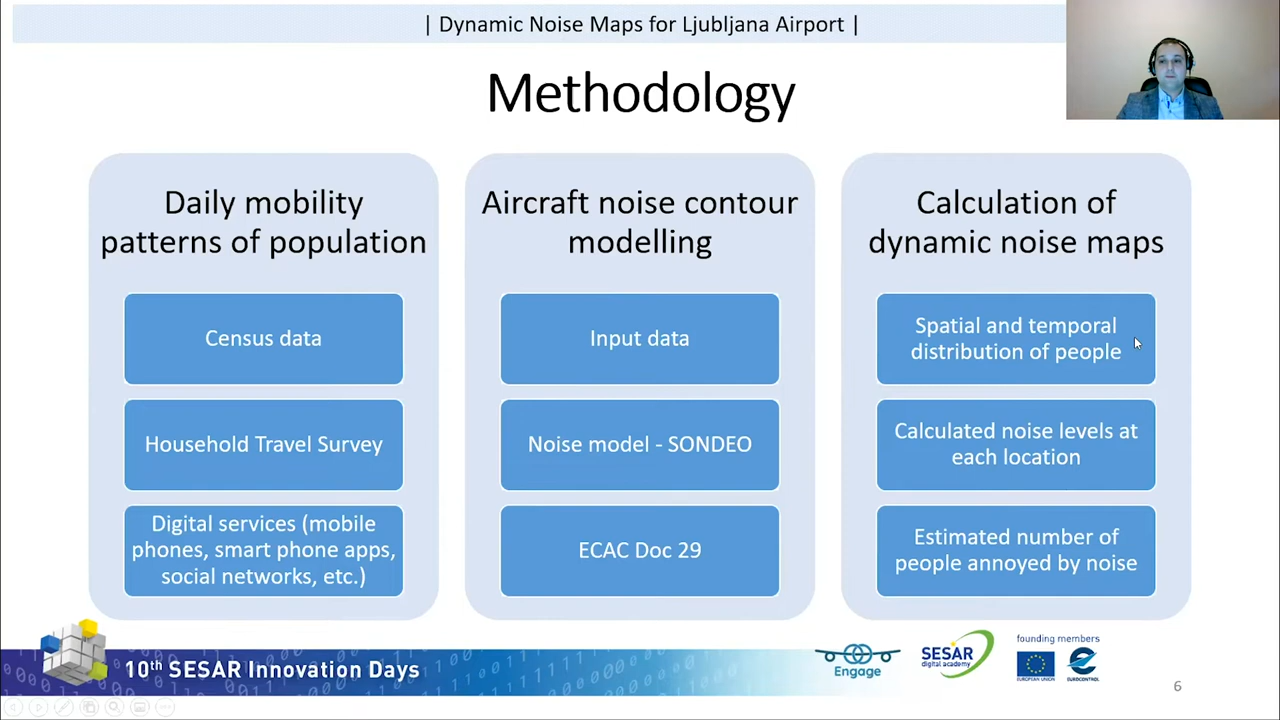 | Dynamic Noise Maps for Ljubljana Airport |
Methodology
Daily mobility
patterns of population
Census data
Household Travel Survey
Digital services (mobile
phones, smart phone apps,
social networks, etc.)
Aircraft noise contour
modelling
Input data
Noise model - SONDEO
ECAC Doc 29
Calculation of
dynamic noise maps
Spatial and temporal
distribution of people
Calculated noise levels at
each location
Estimated number of
people annoyed by noise
10th SESAR Innovation Days
Engage
SESAR
digital academy
founding members
EUROPEAN UNION
EUROCONTROL
6